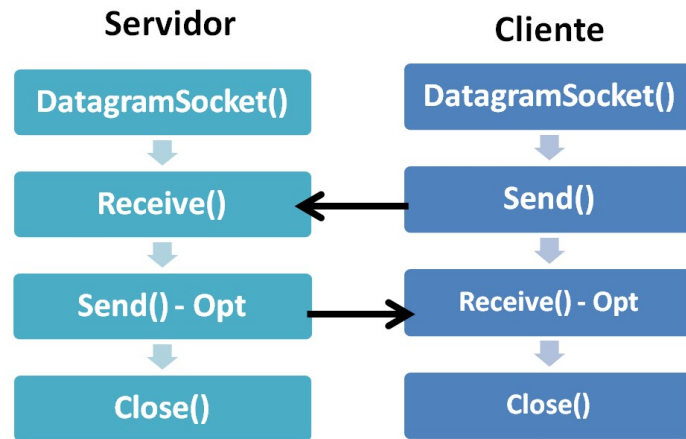 Servidor
DatagramSocket()
Receive()
Send() - Opt
Close()
Cliente
DatagramSocket()
Send()
Receive() - Opt
Close()